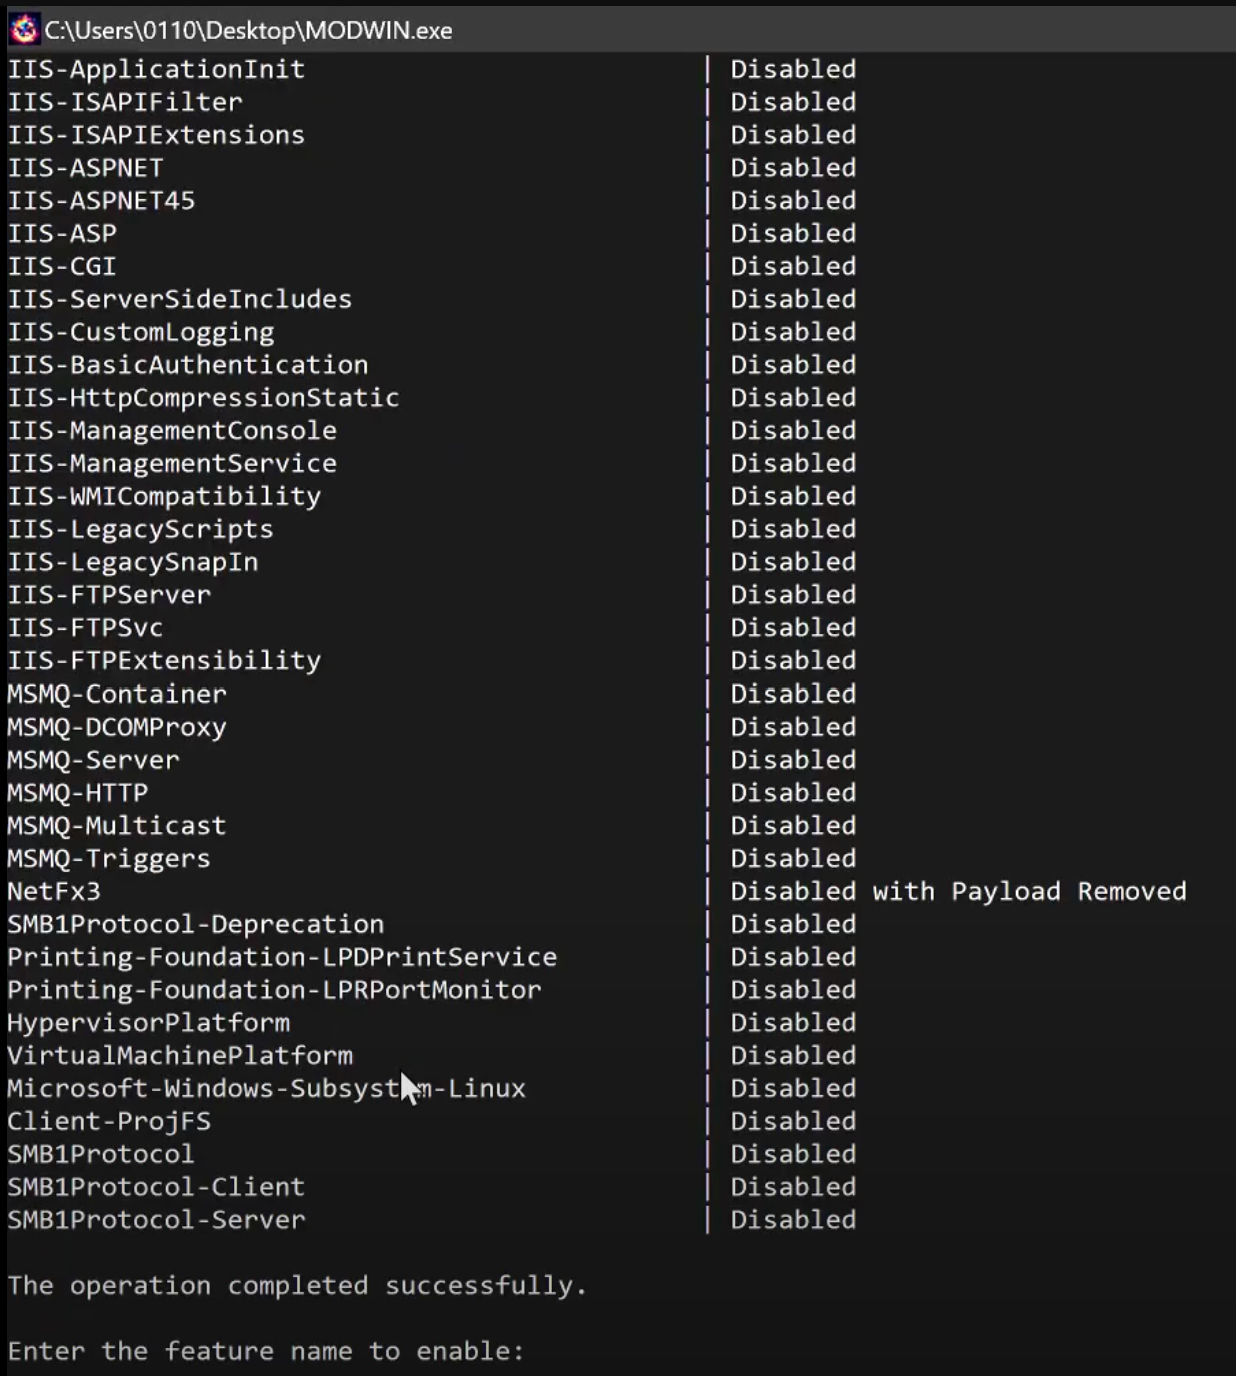 C:\Users\0110\Desktop\MODWIN.exe
IIS-ApplicationInit | Disabled
IIS-ISAPIFilter | Disabled
IIS-ISAPIExtensions | Disabled
IIS-ASPNET | Disabled
IIS-ASPNET45 | Disabled
IIS-ASP | Disabled
IIS-CGI | Disabled
IIS-ServerSideIncludes | Disabled
IIS-CustomLogging | Disabled
IIS-BasicAuthentication | Disabled
IIS-HttpCompressionStatic | Disabled
IIS-ManagementConsole | Disabled
IIS-ManagementService | Disabled
IIS-WMICompatibility | Disabled
IIS-LegacyScripts | Disabled
IIS-LegacySnapIn | Disabled
IIS-FTPServer | Disabled
IIS-FTPSvc | Disabled
IIS-FTPExtensibility | Disabled
MSMQ-Container | Disabled
MSMQ-DCOMProxy | Disabled
MSMQ-Server | Disabled
MSMQ-HTTP | Disabled
MSMQ-Multicast | Disabled
MSMQ-Triggers | Disabled
NetFx3 | Disabled with Payload Removed
SMB1Protocol-Deprecation | Disabled
Printing-Foundation-LPDPrintService | Disabled
Printing-Foundation-LPRPortMonitor | Disabled
HypervisorPlatform | Disabled
VirtualMachinePlatform | Disabled
Microsoft-Windows-Subsystem-Linux | Disabled
Client-ProjFS | Disabled
SMB1Protocol | Disabled
SMB1Protocol-Client | Disabled
SMB1Protocol-Server | Disabled
The operation completed successfully.
Enter the feature name to enable: